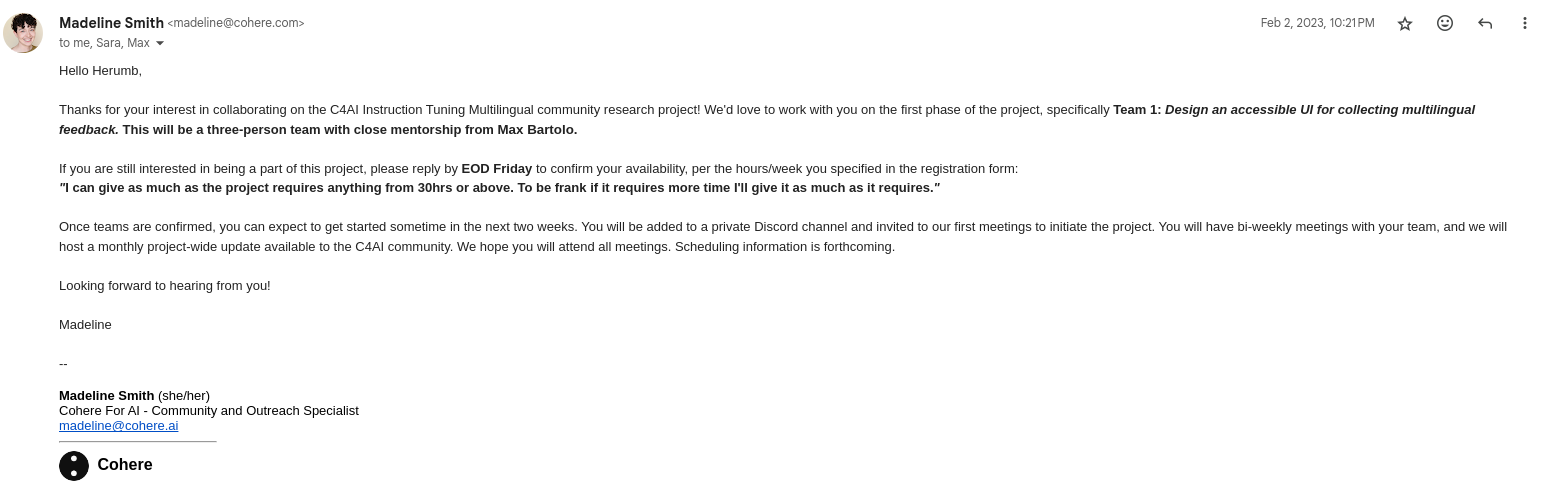 Madeline Smith <madeline@cohere.com>
Feb 2, 2023, 10:21 PM
to me, Sara, Max
Hello Herumb,
Thanks for your interest in collaborating on the C4AI Instruction Tuning Multilingual community research project! We'd love to work with you on the first phase of the project, specifically Team 1: Design an accessible UI for collecting multilingual
feedback. This will be a three-person team with close mentorship from Max Bartolo.
If you are still interested in being a part of this project, please reply by EOD Friday to confirm your availability, per the hours/week you specified in the registration form:
"I can give as much as the project requires anything from 30hrs or above. To be frank if it requires more time I'll give it as much as it requires."
Once teams are confirmed, you can expect to get started sometime in the next two weeks. You will be added to a private Discord channel and invited to our first meetings to initiate the project. You will have bi-weekly meetings with your team, and we will
host a monthly project-wide update available to the C4AI community. We hope you will attend all meetings. Scheduling information is forthcoming.
Looking forward to hearing from you!
Madeline
--
Madeline Smith (she/her)
Cohere For AI - Community and Outreach Specialist
madeline@cohere.ai
Cohere